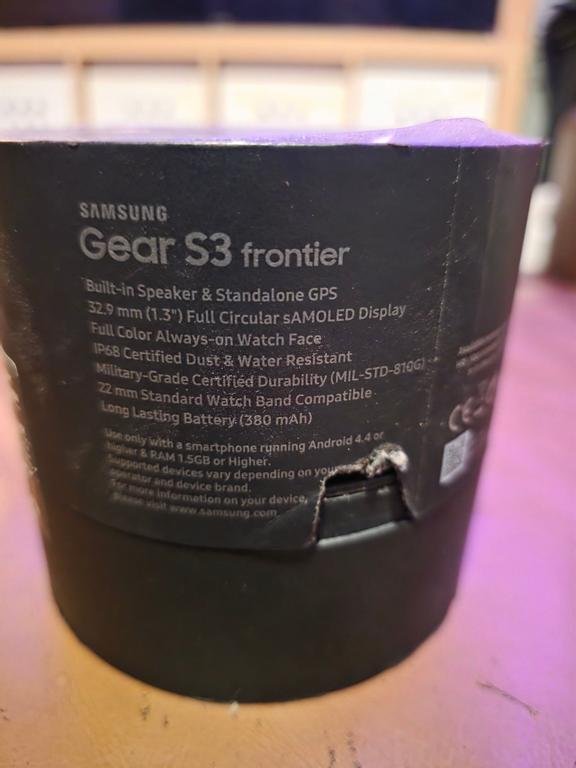 SAMSUNG
Gear S3 frontier
Built-in Speaker & Standalone GPS
32.9 mm (1.3") Full Circular sAMOLED Display
Full Color Always-on Watch Face
IP68 Certified Dust & Water Resistant
Military-Grade Certified Durability (MIL-STD-810G)
22 mm Standard Watch Band Compatible
Long Lasting Battery (380 mAh)
Use only with a smartphone running Android 4.4 or
higher & RAM 1.5GB or Higher.
Supported devices vary depending on your
operator and device brand.
For more information on your device,
please visit www.samsung.com
CE